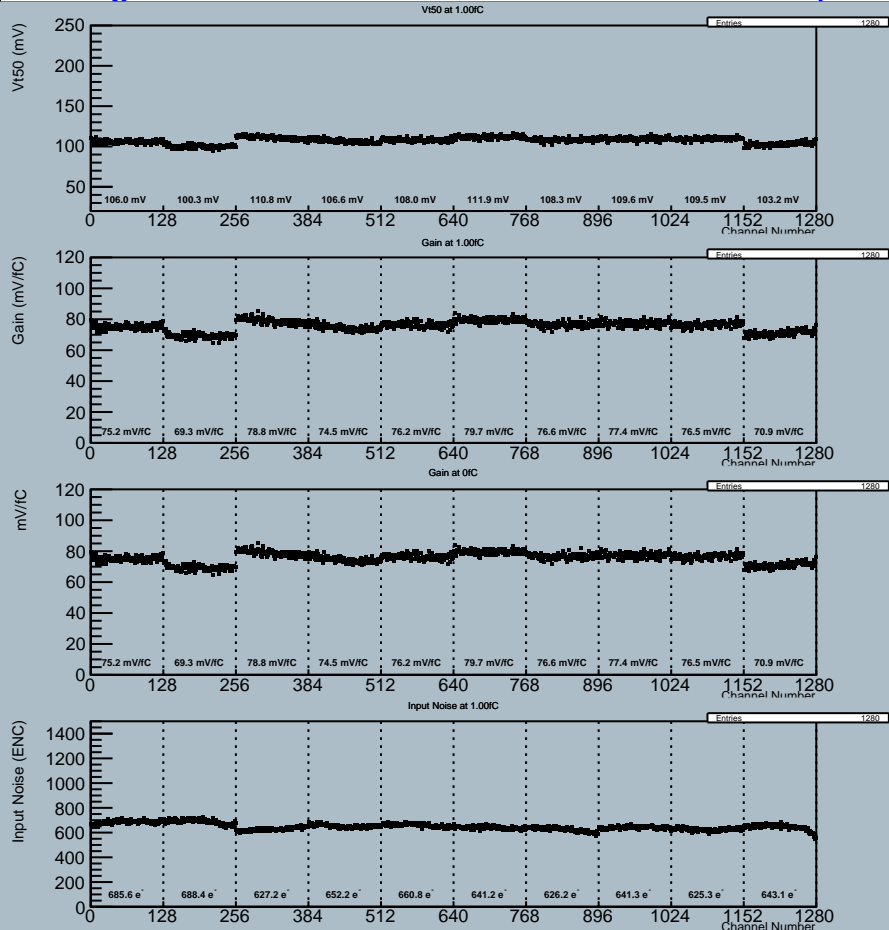 Vt50 at 1.00fC
Entries 1280
Vt50 (mV)
250
200
150
100
50
106.0 mV 100.3 mV 110.8 mV 106.6 mV 108.0 mV 111.9 mV 108.3 mV 109.6 mV 109.5 mV 103.2 mV
0 128 256 384 512 640 768 896 1024 1152 1280
Channel Number
Gain at 1.00fC
Entries 1280
Gain (mV/fC)
120
100
80
60
40
20
0
75.2 mV/fC 69.3 mV/fC 78.8 mV/fC 74.5 mV/fC 76.2 mV/fC 79.7 mV/fC 76.6 mV/fC 77.4 mV/fC 76.5 mV/fC 70.9 mV/fC
0 128 256 384 512 640 768 896 1024 1152 1280
Channel Number
Gain at 0fC
Entries 1280
mV/fC
120
100
80
60
40
20
0
75.2 mV/fC 69.3 mV/fC 78.8 mV/fC 74.5 mV/fC 76.2 mV/fC 79.7 mV/fC 76.6 mV/fC 77.4 mV/fC 76.5 mV/fC 70.9 mV/fC
0 128 256 384 512 640 768 896 1024 1152 1280
Channel Number
Input Noise at 1.00fC
Entries 1280
Input Noise (ENC)
1400
1200
1000
800
600
400
200
0
685.6 e⁻ 688.4 e⁻ 627.2 e⁻ 652.2 e⁻ 660.8 e⁻ 641.2 e⁻ 626.2 e⁻ 641.3 e⁻ 625.3 e⁻ 643.1 e⁻
0 128 256 384 512 640 768 896 1024 1152 1280
Channel Number